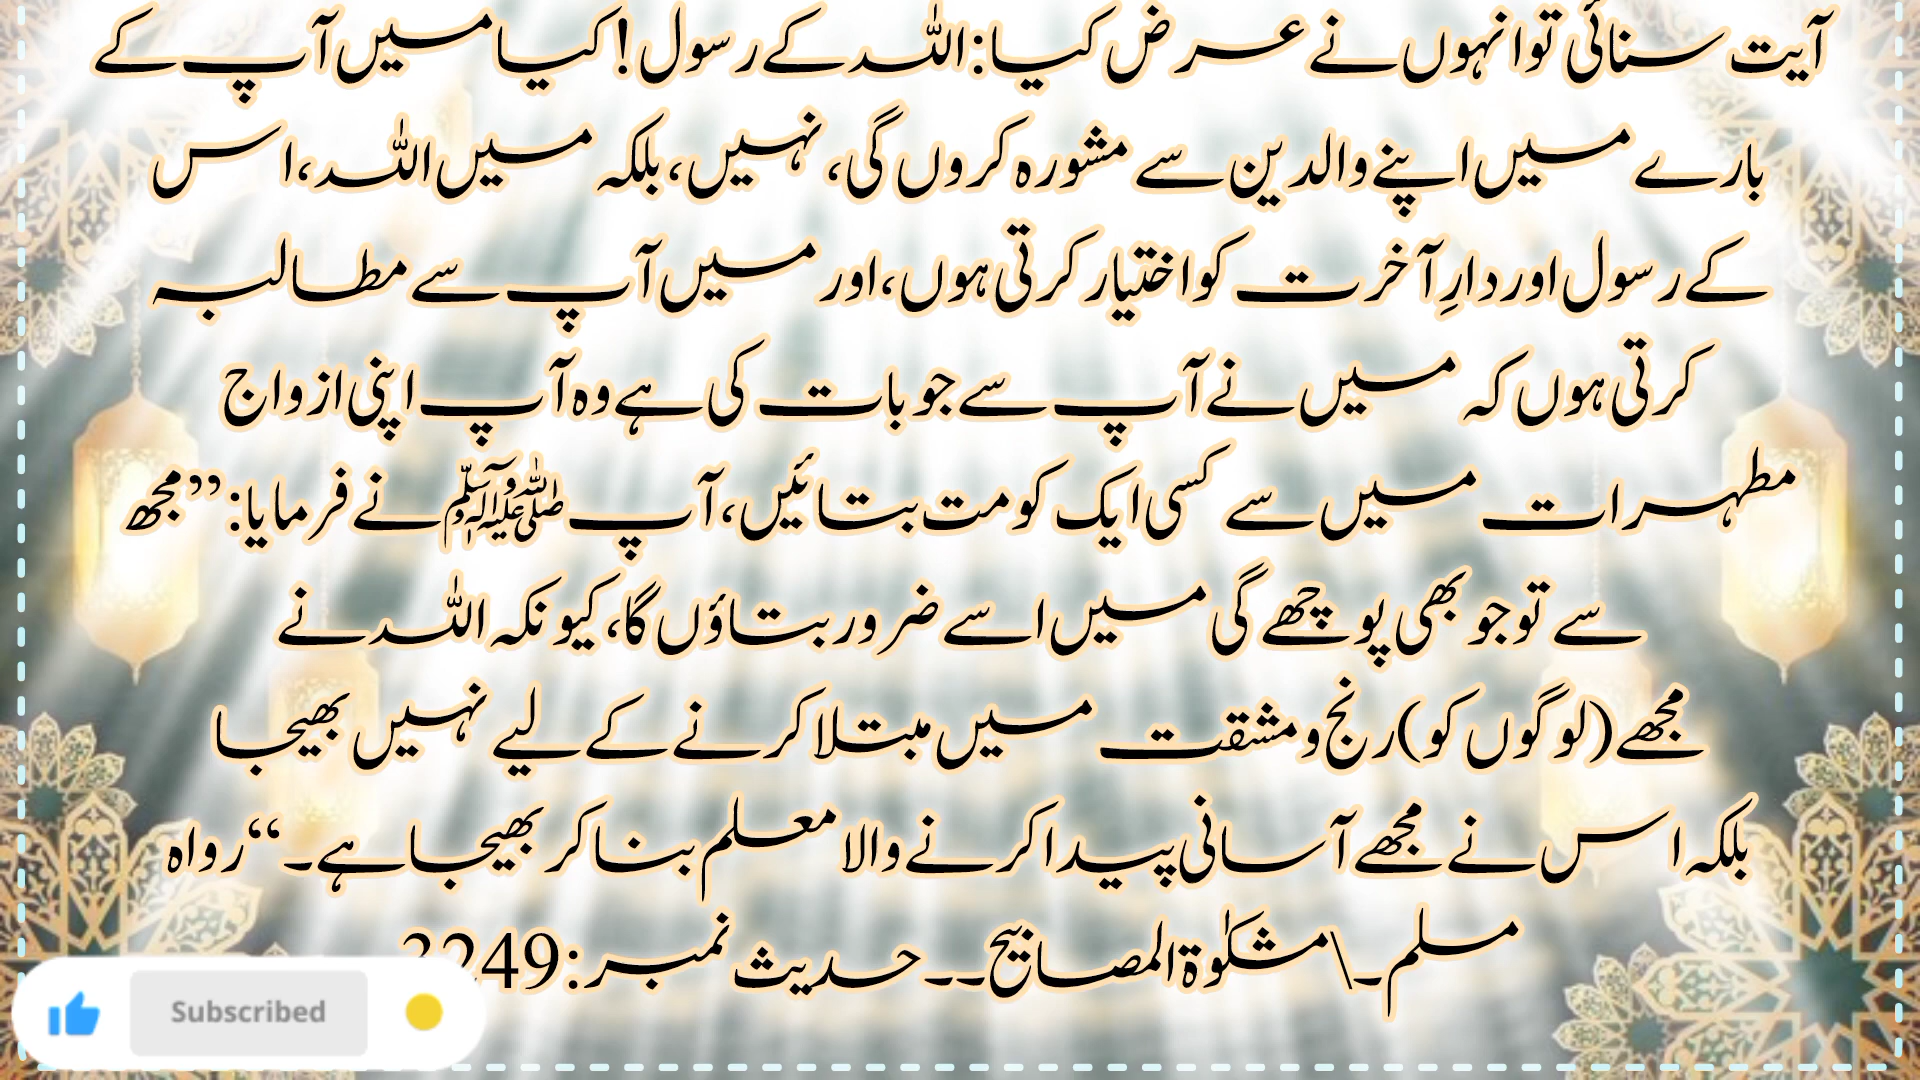 آیت سنائی تو انہوں نے عرض کیا: اللہ کے رسول! کیا میں آپ کے
بارے میں اپنے والدین سے مشورہ کروں گی، نہیں، بلکہ میں اللہ، اس
کے رسول اور دارِ آخرت کو اختیار کرتی ہوں، اور میں آپ سے مطالبہ
کرتی ہوں کہ میں نے آپ سے جو بات کی ہے وہ آپ اپنی ازواج
مطہرات میں سے کسی ایک کو مت بتائیں، آپ ﷺ نے فرمایا: ”مجھ
سے تو جو بھی پوچھے گی میں اسے ضرور بتاؤں گا، کیونکہ اللہ نے
مجھے (لوگوں کو) رنج و مشقت میں مبتلا کرنے کے لیے نہیں بھیجا
بلکہ اس نے مجھے آسانی پیدا کرنے والا معلم بنا کر بھیجا ہے۔“ رواہ
مسلم۔\مشکوٰۃ المصابیح۔۔حدیث نمبر:3249
Subscribed